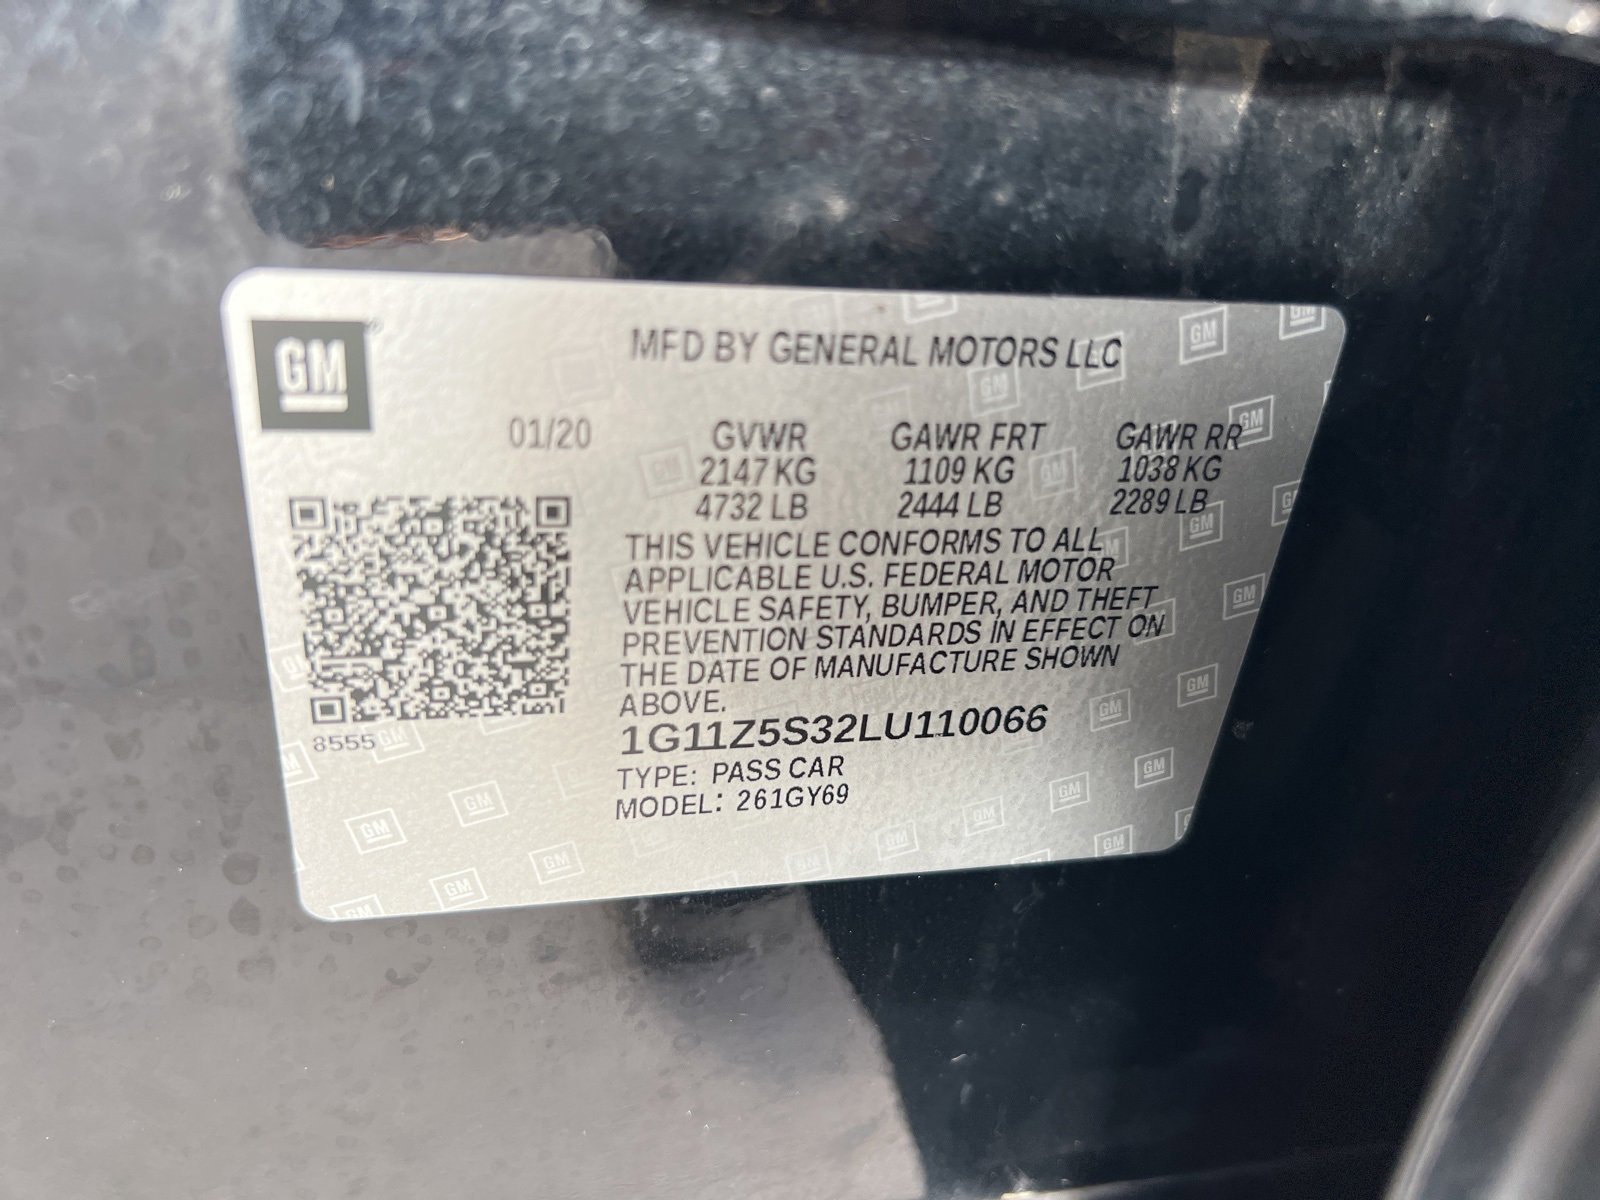 GM
MFD BY GENERAL MOTORS LLC
01/20
GVWR GAWR FRT GAWR RR
2147 KG 1109 KG 1038 KG
4732 LB 2444 LB 2289 LB
THIS VEHICLE CONFORMS TO ALL
APPLICABLE U.S. FEDERAL MOTOR
VEHICLE SAFETY, BUMPER, AND THEFT
PREVENTION STANDARDS IN EFFECT ON
THE DATE OF MANUFACTURE SHOWN
ABOVE.
8555
1G11Z5S32LU110066
TYPE: PASS CAR
MODEL: 261GY69